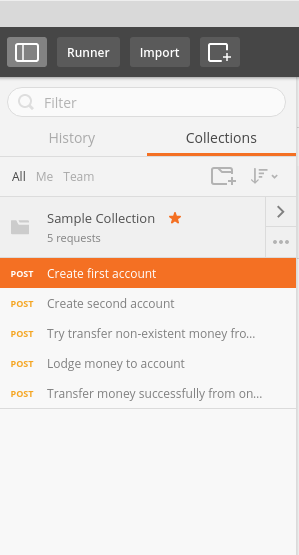 Runner Import
Filter
History Collections
All Me Team
Sample Collection
5 requests
POST Create first account
POST Create second account
POST Try transfer non-existent money fro...
POST Lodge money to account
POST Transfer money successfully from on...